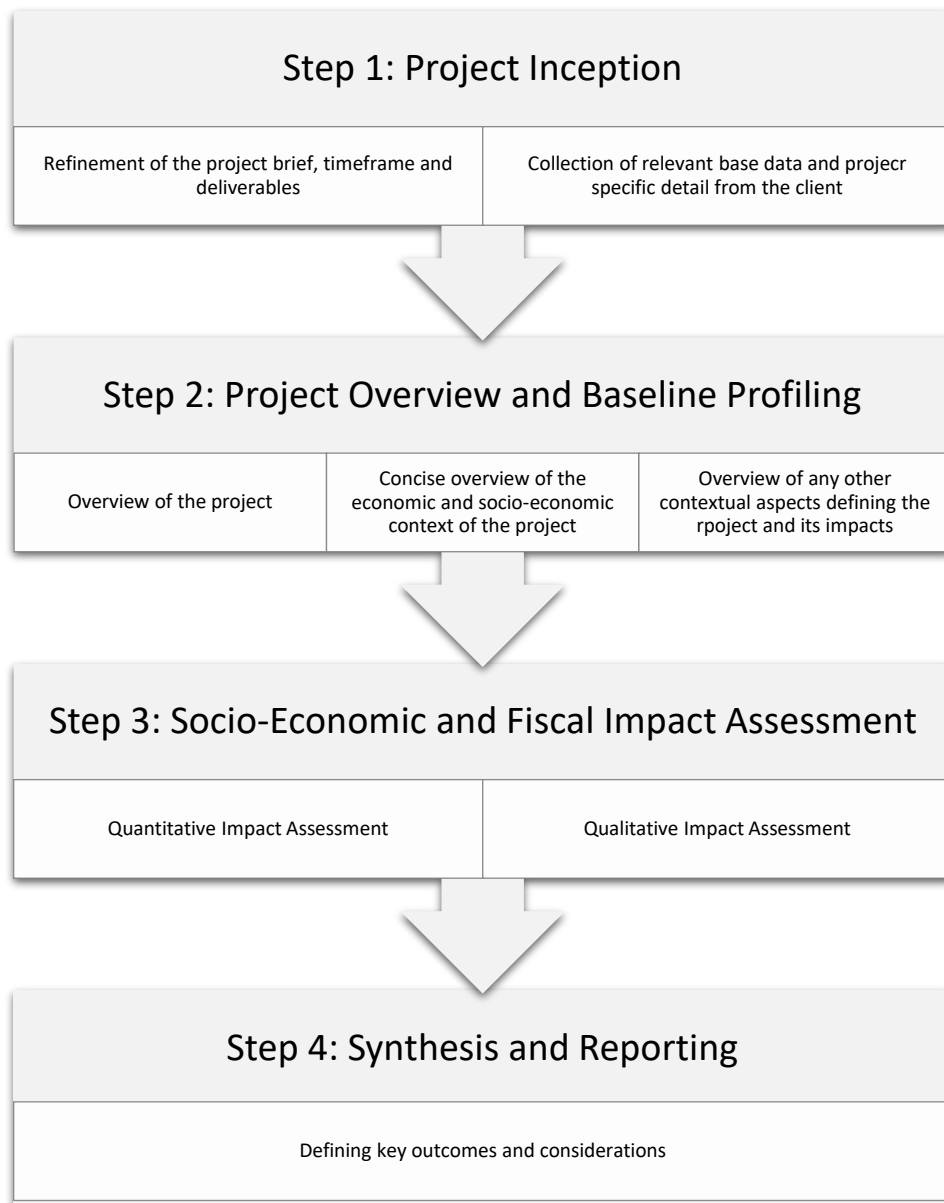 Step 1: Project Inception
Refinement of the project brief, timeframe and
deliverables
Collection of relevant base data and projecr
specific detail from the client
Step 2: Project Overview and Baseline Profiling
Overview of the project
Concise overview of the
economic and socio-economic
context of the project
Overview of any other
contextual aspects defining the
rpoject and its impacts
Step 3: Socio-Economic and Fiscal Impact Assessment
Quantitative Impact Assessment
Qualitative Impact Assessment
Step 4: Synthesis and Reporting
Defining key outcomes and considerations